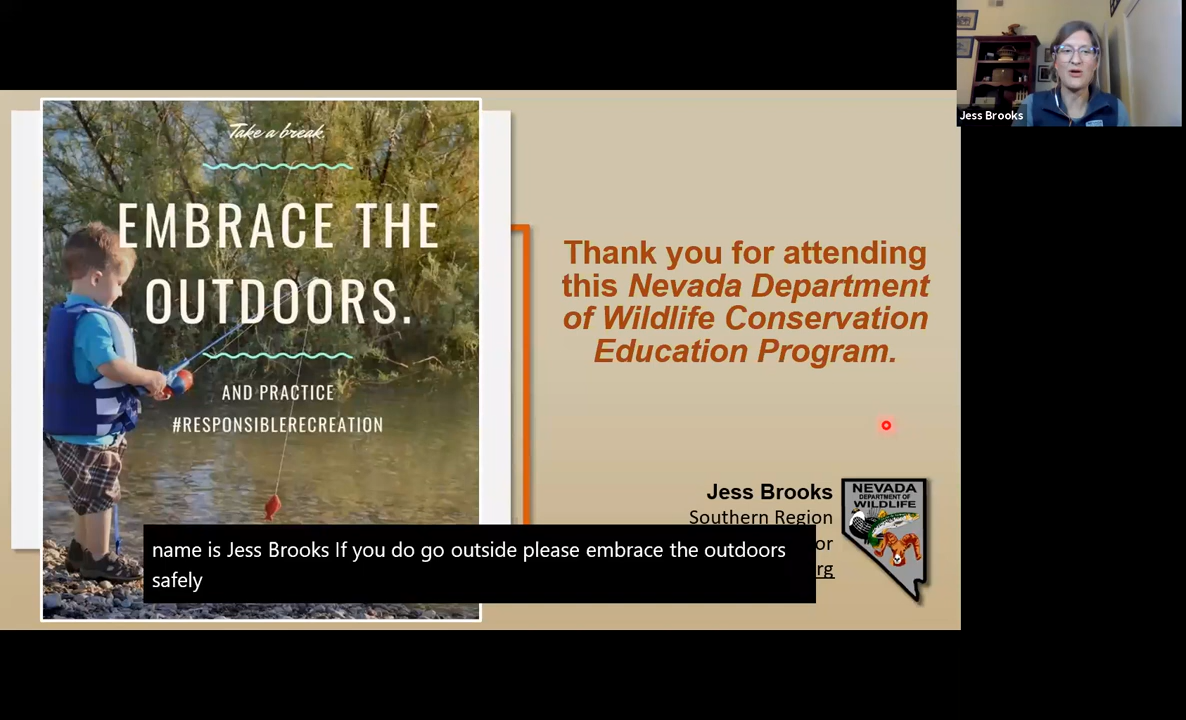 Jess Brooks
Take a break.
EMBRACE THE
OUTDOORS.
AND PRACTICE
#RESPONSIBLERECREATION
Thank you for attending
this Nevada Department
of Wildlife Conservation
Education Program.
Jess Brooks
Southern Region
or
rg
NEVADA
DEPARTMENT OF
WILDLIFE
name is Jess Brooks If you do go outside please embrace the outdoors
safely